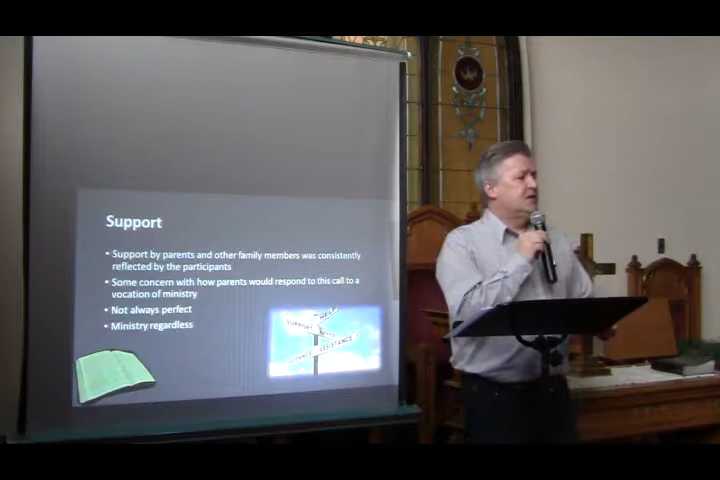 Support
• Support by parents and other family members was consistently
reflected by the participants
• Some concern with how parents would respond to this call to a
vocation of ministry
• Not always perfect
• Ministry regardless
HELP
SUPPORT
ASSISTANCE